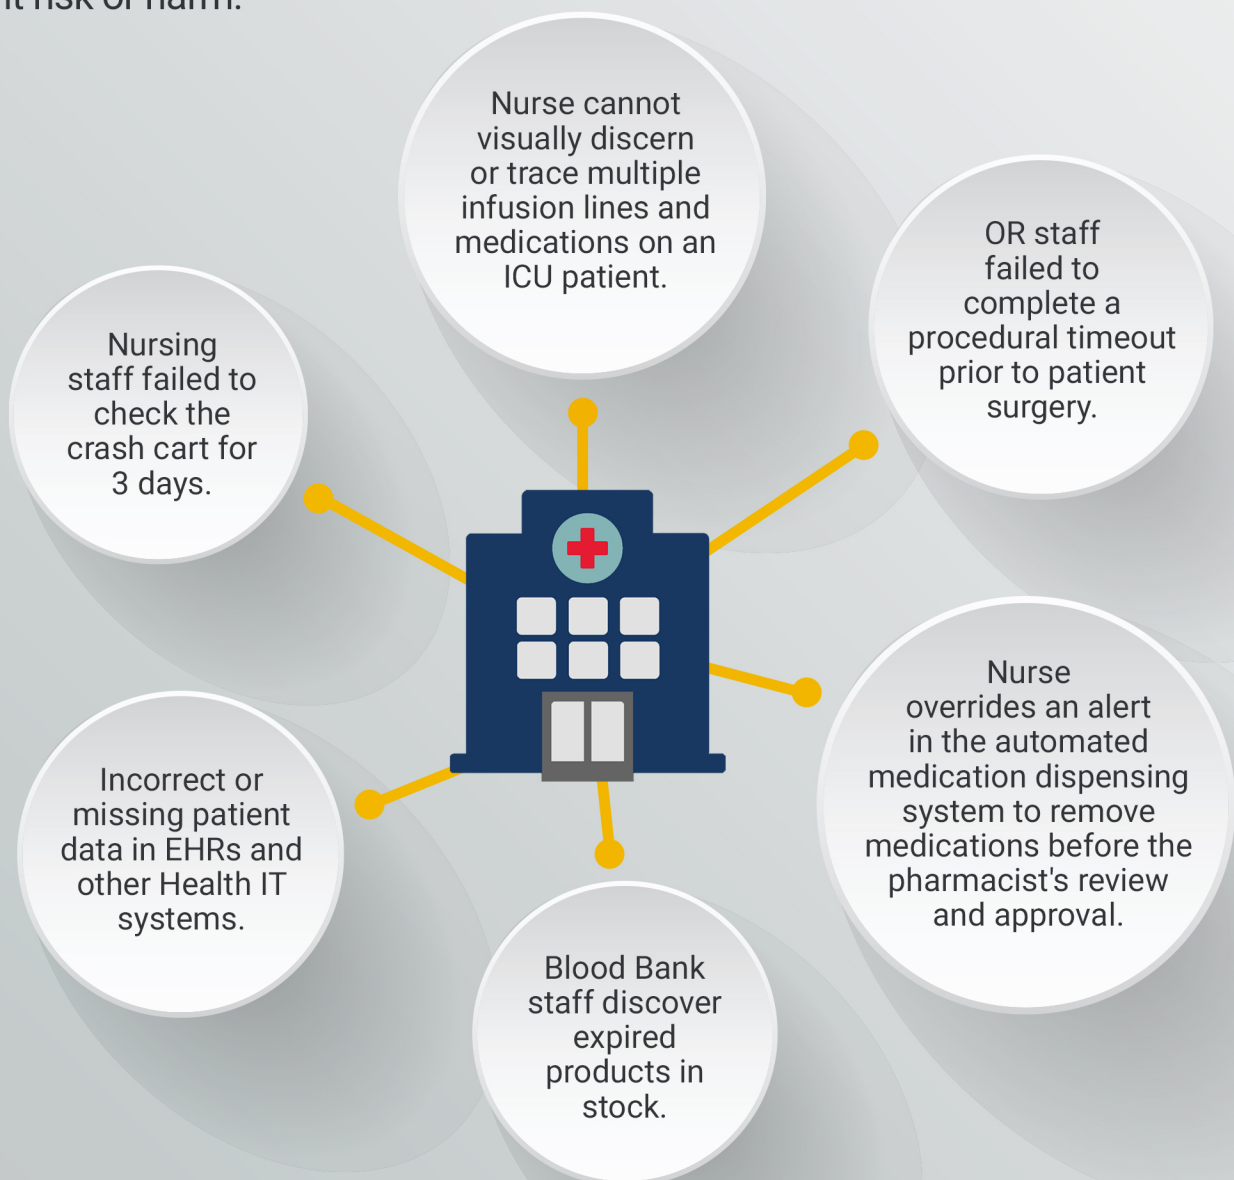 risk or harm.
Nurse cannot
visually discern
or trace multiple
infusion lines and
medications on an
ICU patient.
OR staff
failed to
complete a
procedural timeout
prior to patient
surgery.
Nursing
staff failed to
check the
crash cart for
3 days.
Nurse
overrides an alert
in the automated
medication dispensing
system to remove
medications before the
pharmacist's review
and approval.
Incorrect or
missing patient
data in EHRs and
other Health IT
systems.
Blood Bank
staff discover
expired
products in
stock.